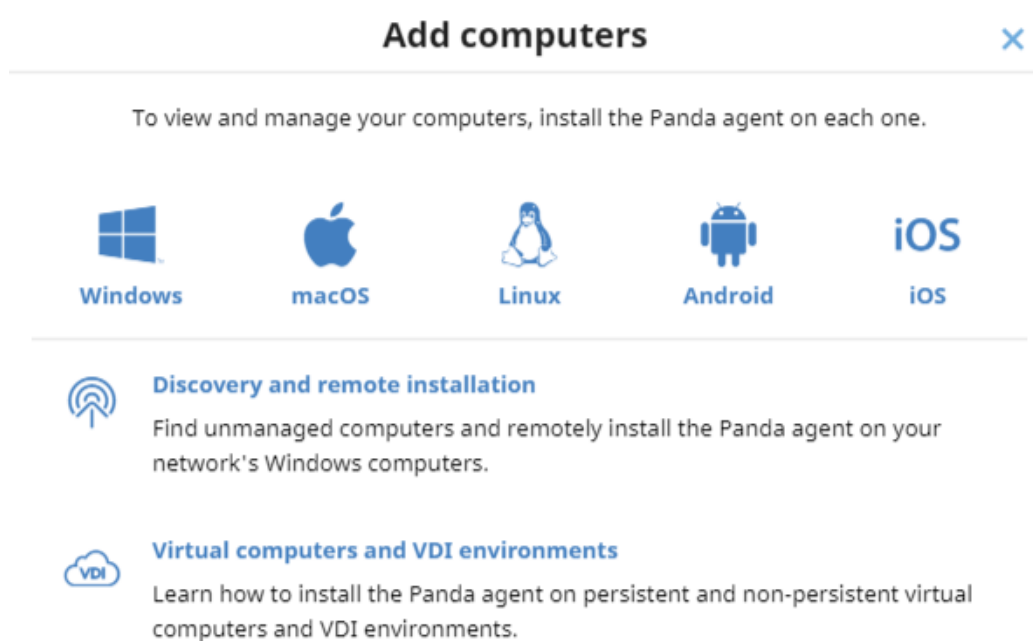 Add computers
To view and manage your computers, install the Panda agent on each one.
iOS
Windows macOS Linux Android iOS
Discovery and remote installation
Find unmanaged computers and remotely install the Panda agent on your
network's Windows computers.
VDI
Virtual computers and VDI environments
Learn how to install the Panda agent on persistent and non-persistent virtual
computers and VDI environments.